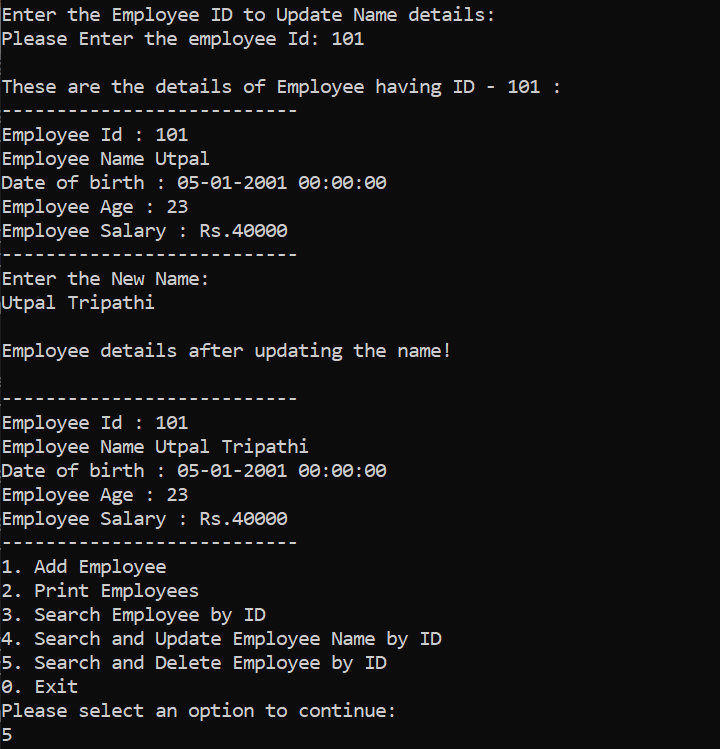 Enter the Employee ID to Update Name details:
Please Enter the employee Id: 101
These are the details of Employee having ID - 101 :
---------------------------
Employee Id : 101
Employee Name Utpal
Date of birth : 05-01-2001 00:00:00
Employee Age : 23
Employee Salary : Rs.40000
---------------------------
Enter the New Name:
Utpal Tripathi
Employee details after updating the name!
---------------------------
Employee Id : 101
Employee Name Utpal Tripathi
Date of birth : 05-01-2001 00:00:00
Employee Age : 23
Employee Salary : Rs.40000
---------------------------
1. Add Employee
2. Print Employees
3. Search Employee by ID
4. Search and Update Employee Name by ID
5. Search and Delete Employee by ID
0. Exit
Please select an option to continue:
5